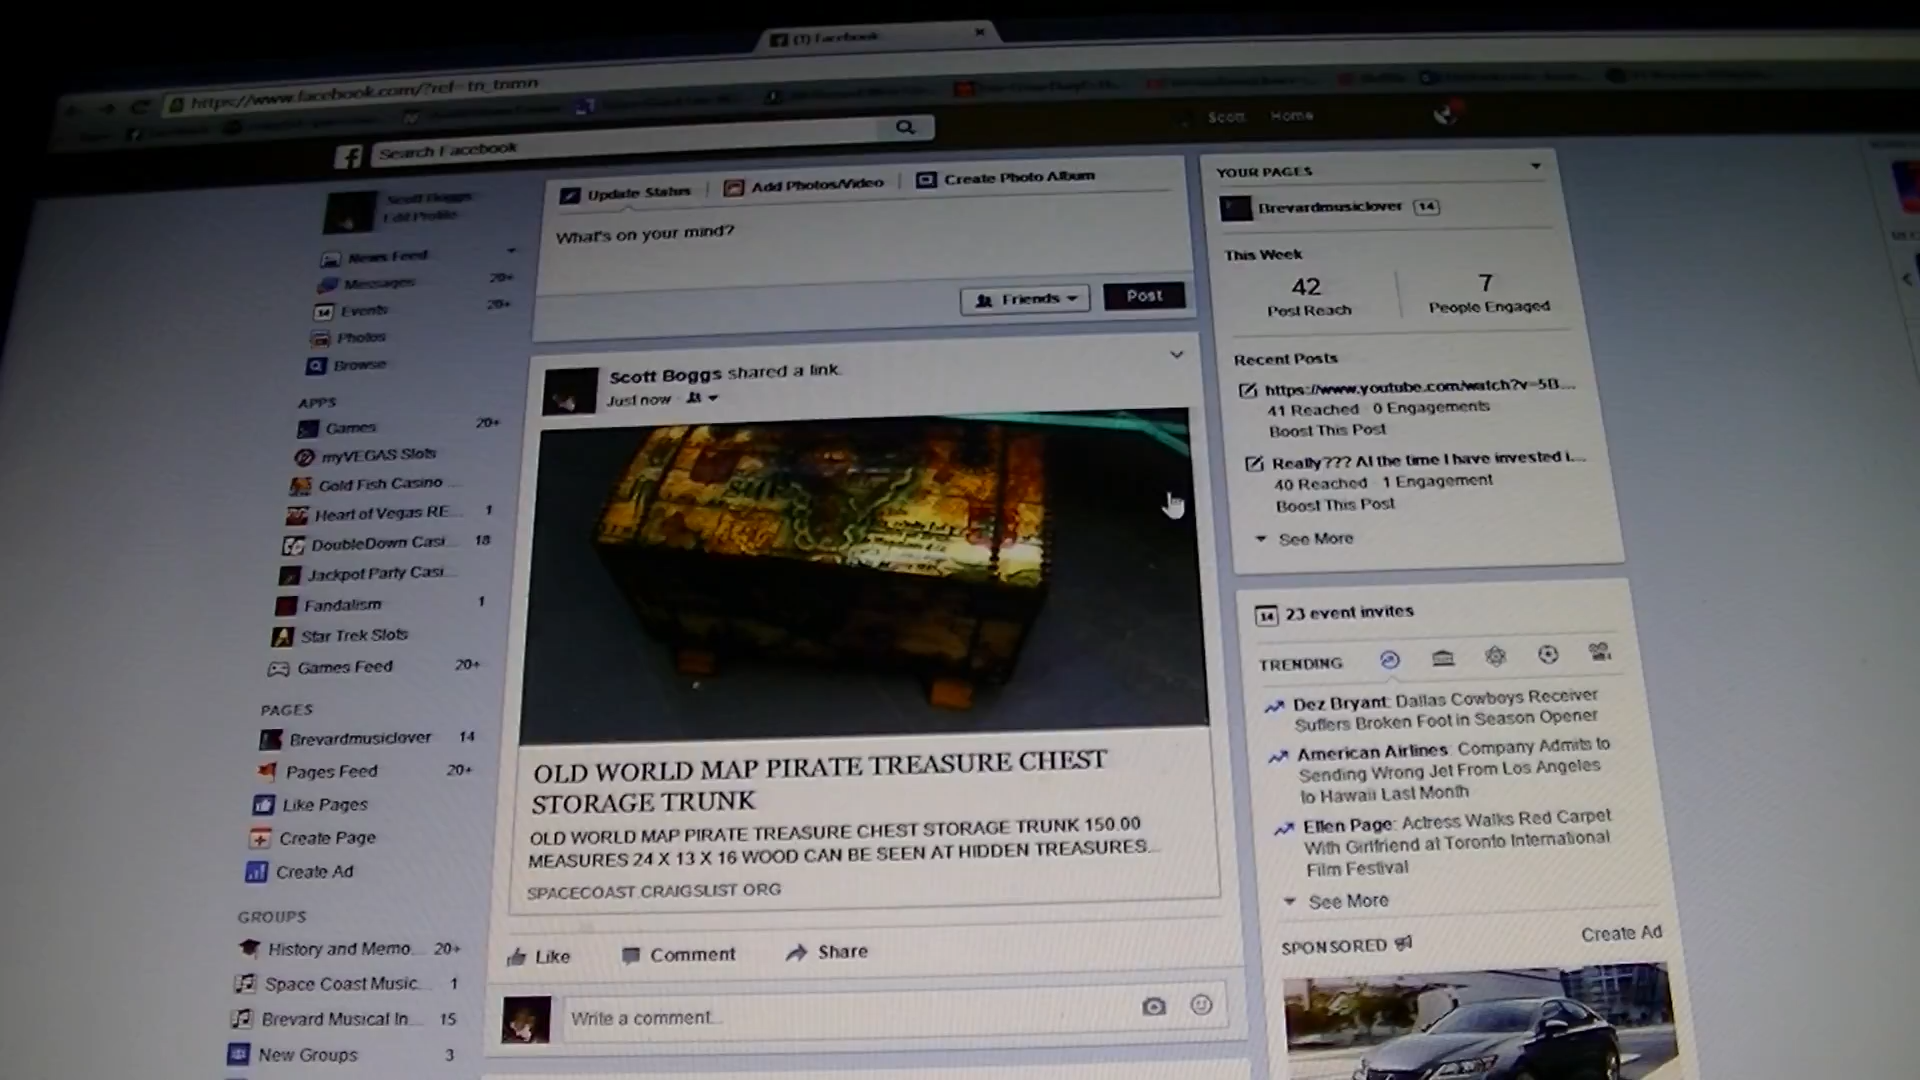 (1) Facebook
https://www.facebook.com/?ref=tn_tnmn
Search Facebook
Scott Home
Scott Boggs
Edit Profile
News Feed
Messages 20+
Events 20+
Photos
Browse
APPS
Games 20+
myVEGAS Slots
Gold Fish Casino ...
Heart of Vegas RE... 1
DoubleDown Casi... 18
Jackpot Party Casi...
Fandalism 1
Star Trek Slots
Games Feed 20+
PAGES
Brevardmusiclover 14
Pages Feed 20+
Like Pages
Create Page
Create Ad
GROUPS
History and Memo... 20+
Space Coast Music... 1
Brevard Musical In... 15
New Groups 3
Update Status Add Photos/Video Create Photo Album
What's on your mind?
Friends Post
Scott Boggs shared a link.
Just now
OLD WORLD MAP PIRATE TREASURE CHEST
STORAGE TRUNK
OLD WORLD MAP PIRATE TREASURE CHEST STORAGE TRUNK 150.00
MEASURES 24 X 13 X 16 WOOD CAN BE SEEN AT HIDDEN TREASURES...
SPACECOAST.CRAIGSLIST.ORG
Like Comment Share
Write a comment...
YOUR PAGES
Brevardmusiclover 14
This Week
42 7
Post Reach People Engaged
Recent Posts
https://www.youtube.com/watch?v=5B...
41 Reached · 0 Engagements
Boost This Post
Really??? Al the time I have invested i...
40 Reached · 1 Engagement
Boost This Post
See More
14 23 event invites
TRENDING
Dez Bryant: Dallas Cowboys Receiver
Suffers Broken Foot in Season Opener
American Airlines: Company Admits to
Sending Wrong Jet From Los Angeles
to Hawaii Last Month
Ellen Page: Actress Walks Red Carpet
With Girlfriend at Toronto International
Film Festival
See More
SPONSORED Create Ad